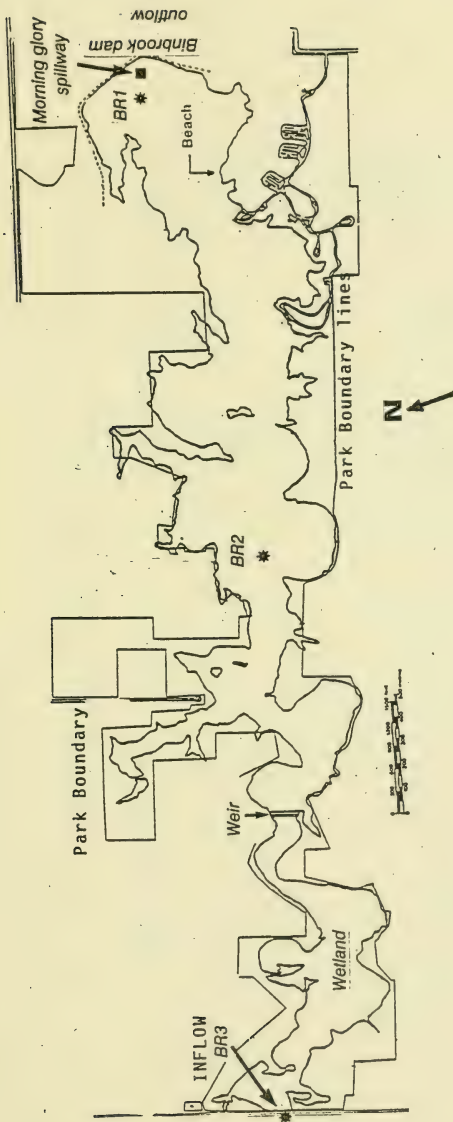 Binbrook dam
outflow
Morning glory
spillway
BR1
Beach
Park Boundary lines
N
BR2
Park Boundary
Weir
Wetland
INFLOW
BR3